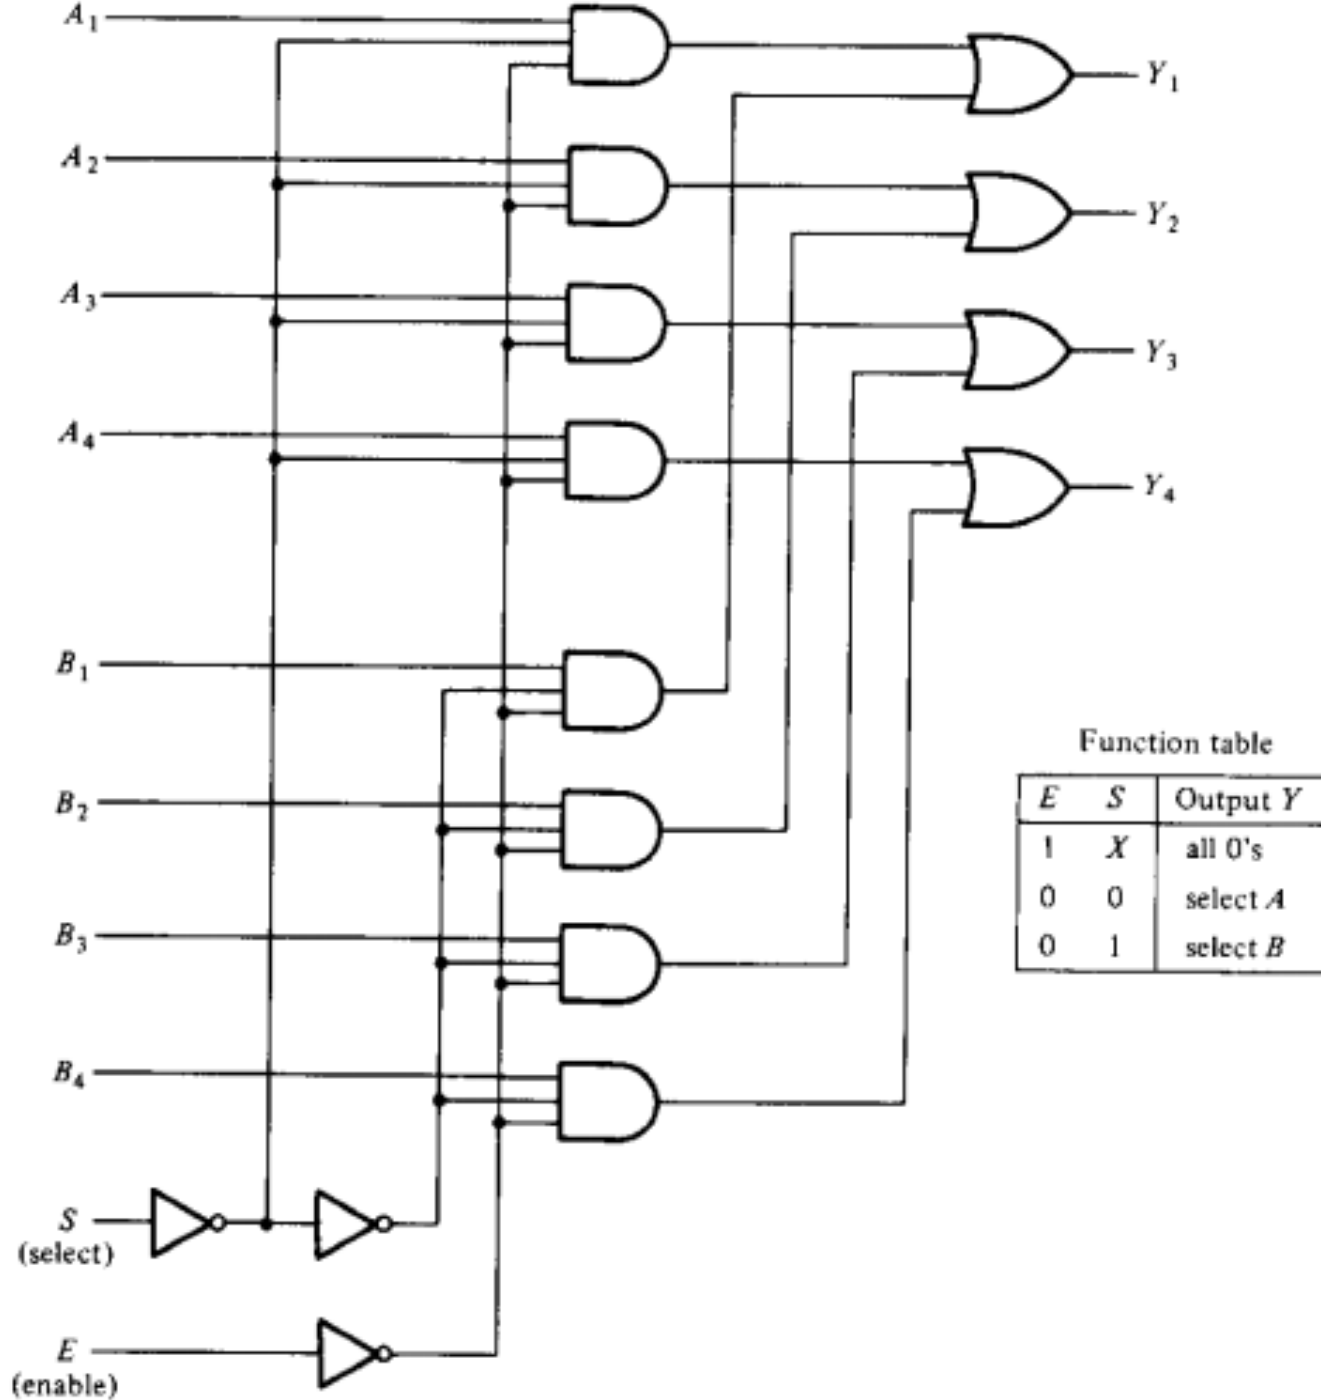 A1
Y1
A2
Y2
A3
Y3
A4
Y4
B1
Function table
E S Output Y
1 X all 0's
0 0 select A
0 1 select B
B2
B3
B4
S
(select)
E
(enable)